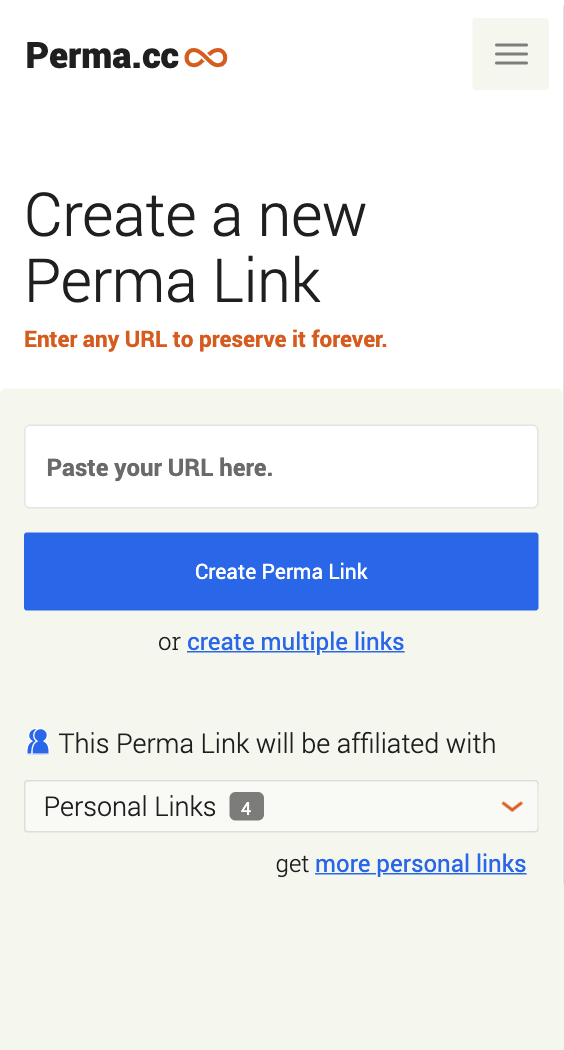 Perma.cc
Create a new
Perma Link
Enter any URL to preserve it forever.
Paste your URL here.
Create Perma Link
or create multiple links
This Perma Link will be affiliated with
Personal Links 4
get more personal links